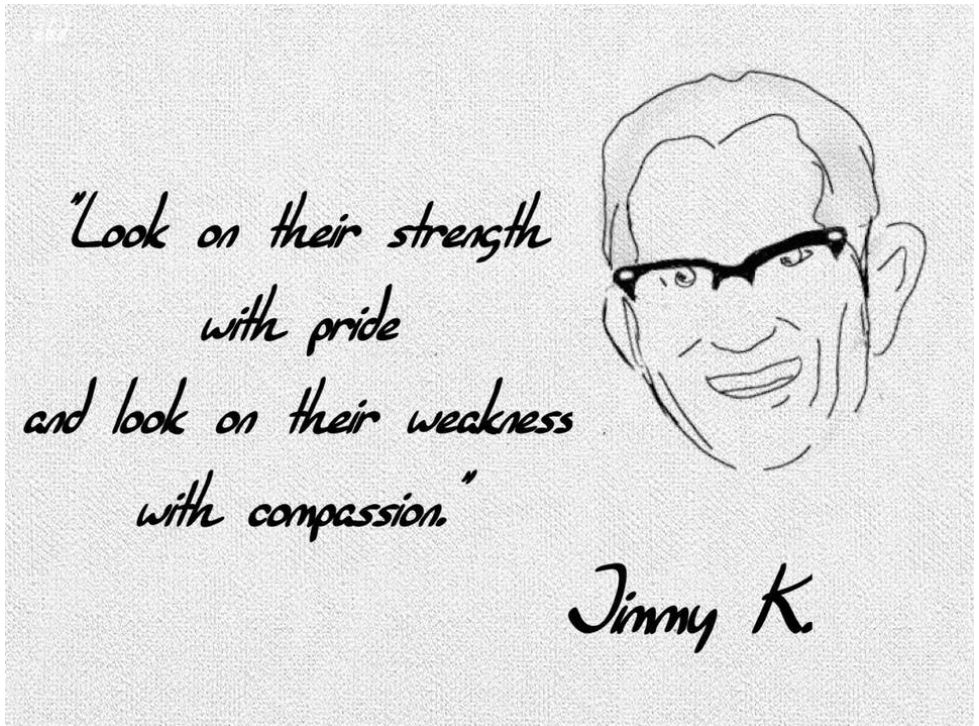 "Look on their strength
with pride
and look on their weakness
with compassion."
Jimmy K.